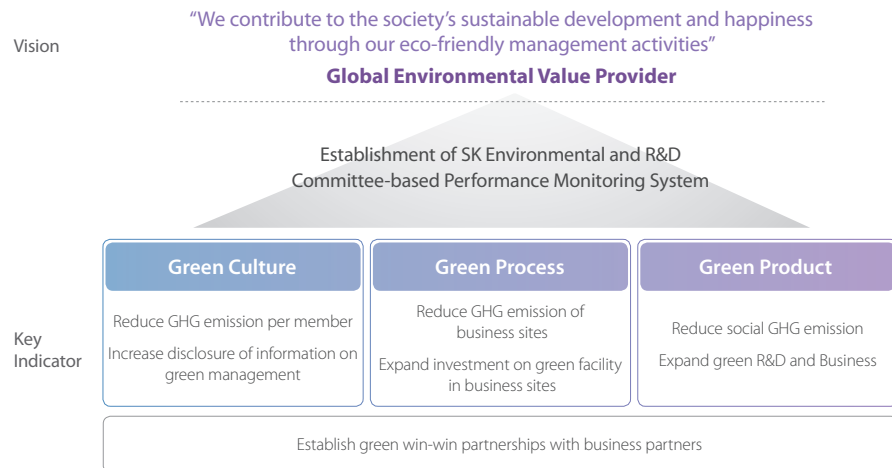 Vision
“We contribute to the society’s sustainable development and happiness
through our eco-friendly management activities”
Global Environmental Value Provider
Establishment of SK Environmental and R&D
Committee-based Performance Monitoring System
Key
Indicator
Green Culture
Reduce GHG emission per member
Increase disclosure of information on
green management
Green Process
Reduce GHG emission of
business sites
Expand investment on green facility
in business sites
Green Product
Reduce social GHG emission
Expand green R&D and Business
Establish green win-win partnerships with business partners